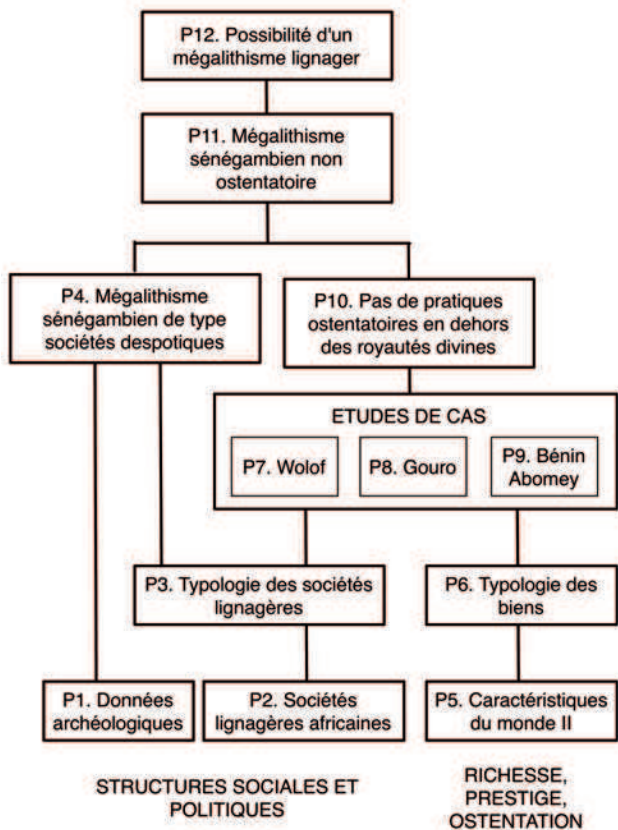 P12. Possibilité d'un
mégalithisme lignager
P11. Mégalithisme
sénégambien non
ostentatoire
P4. Mégalithisme
sénégambien de type
sociétés despotiques
P10. Pas de pratiques
ostentatoires en dehors
des royautés divines
ETUDES DE CAS
P7. Wolof
P8. Gouro
P9. Bénin
Abomey
P3. Typologie des sociétés
lignagères
P6. Typologie des
biens
P1. Données
archéologiques
P2. Sociétés
lignagères africaines
P5. Caractéristiques
du monde II
STRUCTURES SOCIALES ET
POLITIQUES
RICHESSE,
PRESTIGE,
OSTENTATION